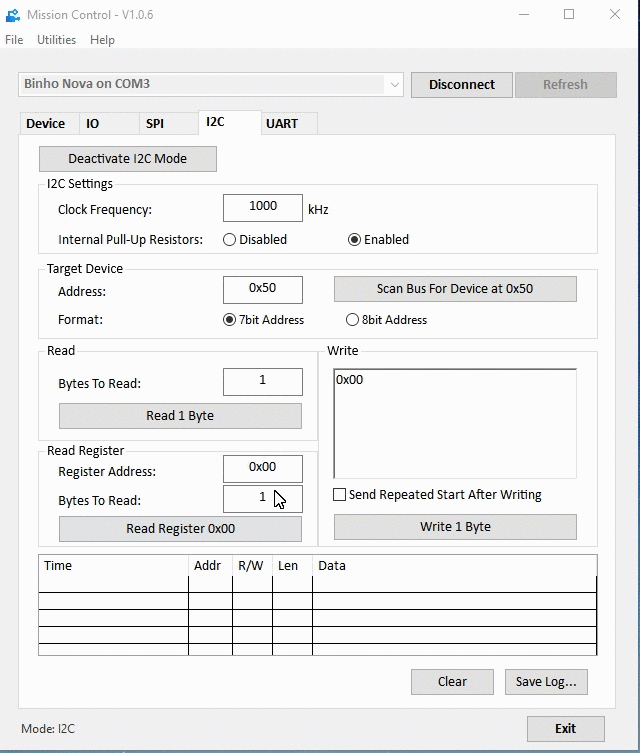 Mission Control - V1.0.6
File Utilities Help
Binho Nova on COM3 Disconnect Refresh
Device IO SPI I2C UART
Deactivate I2C Mode
I2C Settings
Clock Frequency: 1000 kHz
Internal Pull-Up Resistors: Disabled Enabled
Target Device
Address: 0x50 Scan Bus For Device at 0x50
Format: 7bit Address 8bit Address
Read
Bytes To Read: 1
Read 1 Byte
Read Register
Register Address: 0x00
Bytes To Read: 1
Read Register 0x00
Write
0x00
Send Repeated Start After Writing
Write 1 Byte
Time Addr R/W Len Data
Clear Save Log...
Mode: I2C Exit